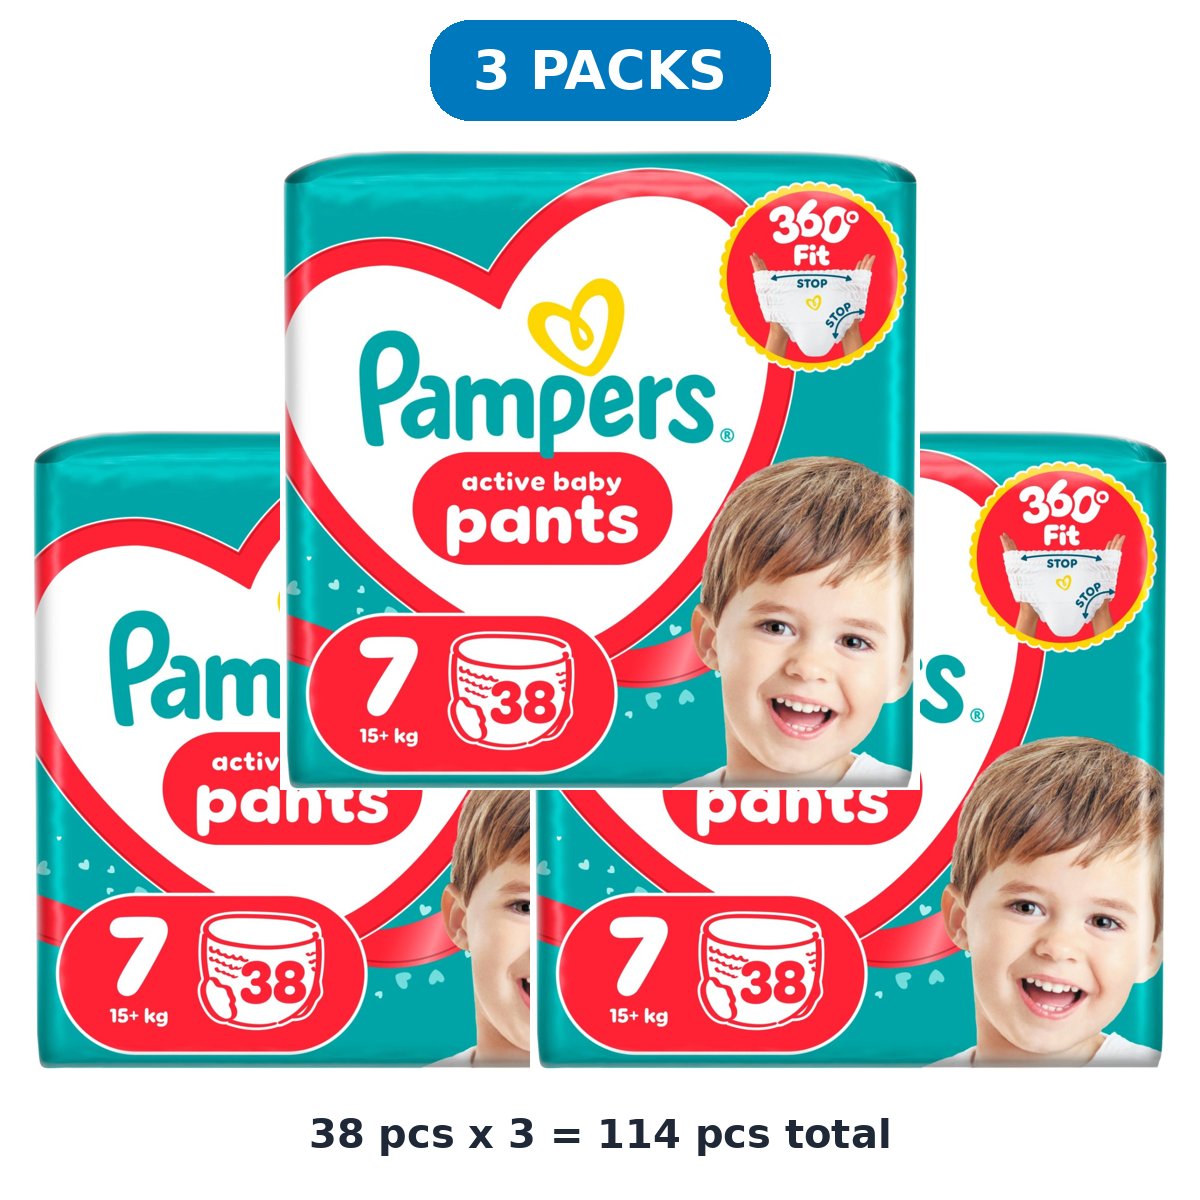 3 PACKS
360°
Fit
STOP
STOP
Pampers®
active baby
pants
7
38
15+ kg
360°
Fit
STOP
STOP
Pam
activ
pants
7
38
15+ kg
s®
pants
7
38
15+ kg
38 pcs x 3 = 114 pcs total